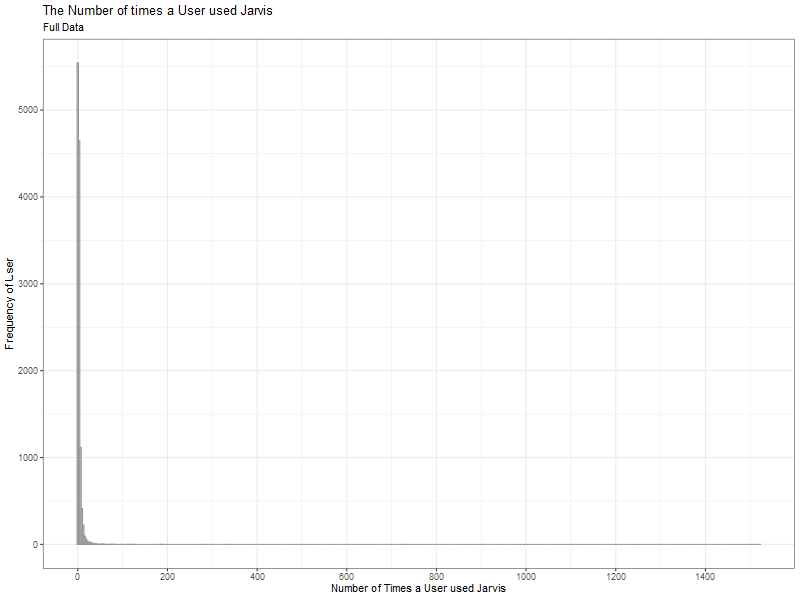 The Number of times a User used Jarvis
Full Data
Frequency of User
5000
4000
3000
2000
1000
0
0 200 400 600 800 1000 1200 1400
Number of Times a User used Jarvis